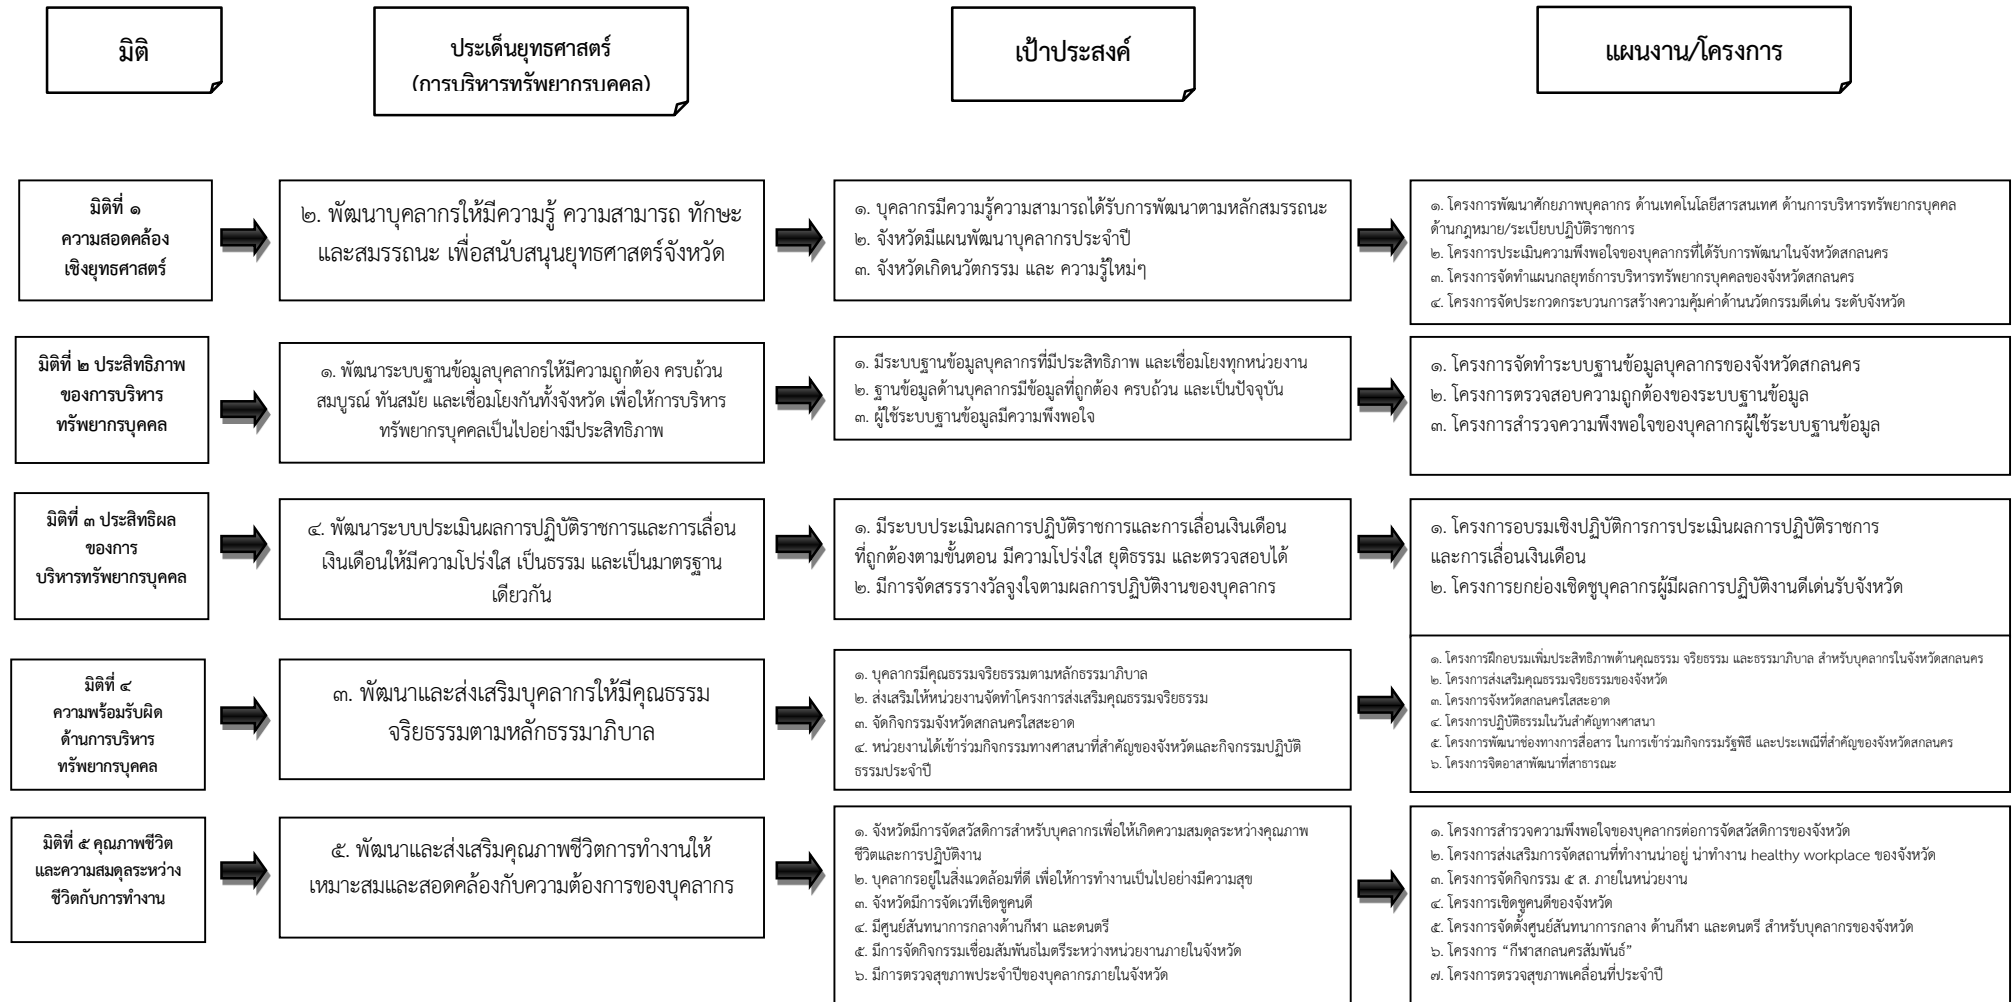 มิติ
ประเด็นยุทธศาสตร์
(การบริหารทรัพยากรบุคคล)
เป้าประสงค์
แผนงาน/โครงการ
มิติที่ ๑
ความสอดคล้อง
เชิงยุทธศาสตร์
๒. พัฒนาบุคลากรให้มีความรู้ ความสามารถ ทักษะ
และสมรรถนะ เพื่อสนับสนุนยุทธศาสตร์จังหวัด
๑. บุคลากรมีความรู้ความสามารถได้รับการพัฒนาตามหลักสมรรถนะ
๒. จังหวัดมีแผนพัฒนาบุคลากรประจำปี
๓. จังหวัดเกิดนวัตกรรม และ ความรู้ใหม่ๆ
๑. โครงการพัฒนาศักยภาพบุคลากร ด้านเทคโนโลยีสารสนเทศ ด้านการบริหารทรัพยากรบุคคล
ด้านกฎหมาย/ระเบียบปฏิบัติราชการ
๒. โครงการประเมินความพึงพอใจของบุคลากรที่ได้รับการพัฒนาในจังหวัดสกลนคร
๓. โครงการจัดทำแผนกลยุทธ์การบริหารทรัพยากรบุคคลของจังหวัดสกลนคร
๔. โครงการจัดประกวดกระบวนการสร้างความคุ้มค่าด้านนวัตกรรมดีเด่น ระดับจังหวัด
มิติที่ ๒ ประสิทธิภาพ
ของการบริหาร
ทรัพยากรบุคคล
๑. พัฒนาระบบฐานข้อมูลบุคลากรให้มีความถูกต้อง ครบถ้วน
สมบูรณ์ ทันสมัย และเชื่อมโยงกันทั้งจังหวัด เพื่อให้การบริหาร
ทรัพยากรบุคคลเป็นไปอย่างมีประสิทธิภาพ
๑. มีระบบฐานข้อมูลบุคลากรที่มีประสิทธิภาพ และเชื่อมโยงทุกหน่วยงาน
๒. ฐานข้อมูลด้านบุคลากรมีข้อมูลที่ถูกต้อง ครบถ้วน และเป็นปัจจุบัน
๓. ผู้ใช้ระบบฐานข้อมูลมีความพึงพอใจ
๑. โครงการจัดทำระบบฐานข้อมูลบุคลากรของจังหวัดสกลนคร
๒. โครงการตรวจสอบความถูกต้องของระบบฐานข้อมูล
๓. โครงการสำรวจความพึงพอใจของบุคลากรผู้ใช้ระบบฐานข้อมูล
มิติที่ ๓ ประสิทธิผล
ของการ
บริหารทรัพยากรบุคคล
๔. พัฒนาระบบประเมินผลการปฏิบัติราชการและการเลื่อน
เงินเดือนให้มีความโปร่งใส เป็นธรรม และเป็นมาตรฐาน
เดียวกัน
๑. มีระบบประเมินผลการปฏิบัติราชการและการเลื่อนเงินเดือน
ที่ถูกต้องตามขั้นตอน มีความโปร่งใส ยุติธรรม และตรวจสอบได้
๒. มีการจัดสรรรางวัลจูงใจตามผลการปฏิบัติงานของบุคลากร
๑. โครงการอบรมเชิงปฏิบัติการการประเมินผลการปฏิบัติราชการ
และการเลื่อนเงินเดือน
๒. โครงการยกย่องเชิดชูบุคลากรผู้มีผลการปฏิบัติงานดีเด่นรับจังหวัด
มิติที่ ๔
ความพร้อมรับผิด
ด้านการบริหาร
ทรัพยากรบุคคล
๓. พัฒนาและส่งเสริมบุคลากรให้มีคุณธรรม
จริยธรรมตามหลักธรรมาภิบาล
๑. บุคลากรมีคุณธรรมจริยธรรมตามหลักธรรมาภิบาล
๒. ส่งเสริมให้หน่วยงานจัดทำโครงการส่งเสริมคุณธรรมจริยธรรม
๓. จัดกิจกรรมจังหวัดสกลนครใสสะอาด
๔. หน่วยงานได้เข้าร่วมกิจกรรมทางศาสนาที่สำคัญของจังหวัดและกิจกรรมปฏิบัติ
ธรรมประจำปี
๑. โครงการฝึกอบรมเพิ่มประสิทธิภาพด้านคุณธรรม จริยธรรม และธรรมาภิบาล สำหรับบุคลากรในจังหวัดสกลนคร
๒. โครงการส่งเสริมคุณธรรมจริยธรรมของจังหวัด
๓. โครงการจังหวัดสกลนครใสสะอาด
๔. โครงการปฏิบัติธรรมในวันสำคัญทางศาสนา
๕. โครงการพัฒนาช่องทางการสื่อสาร ในการเข้าร่วมกิจกรรมรัฐพิธี และประเพณีที่สำคัญของจังหวัดสกลนคร
๖. โครงการจิตอาสาพัฒนาที่สาธารณะ
มิติที่ ๕ คุณภาพชีวิต
และความสมดุลระหว่าง
ชีวิตกับการทำงาน
๕. พัฒนาและส่งเสริมคุณภาพชีวิตการทำงานให้
เหมาะสมและสอดคล้องกับความต้องการของบุคลากร
๑. จังหวัดมีการจัดสวัสดิการสำหรับบุคลากรเพื่อให้เกิดความสมดุลระหว่างคุณภาพ
ชีวิตและการปฏิบัติงาน
๒. บุคลากรอยู่ในสิ่งแวดล้อมที่ดี เพื่อให้การทำงานเป็นไปอย่างมีความสุข
๓. จังหวัดมีการจัดเวทีเชิดชูคนดี
๔. มีศูนย์สันทนาการกลางด้านกีฬา และดนตรี
๕. มีการจัดกิจกรรมเชื่อมสัมพันธไมตรีระหว่างหน่วยงานภายในจังหวัด
๖. มีการตรวจสุขภาพประจำปีของบุคลากรภายในจังหวัด
๑. โครงการสำรวจความพึงพอใจของบุคลากรต่อการจัดสวัสดิการของจังหวัด
๒. โครงการส่งเสริมการจัดสถานที่ทำงานน่าอยู่ น่าทำงาน healthy workplace ของจังหวัด
๓. โครงการจัดกิจกรรม ๕ ส. ภายในหน่วยงาน
๔. โครงการเชิดชูคนดีของจังหวัด
๕. โครงการจัดตั้งศูนย์สันทนาการกลาง ด้านกีฬา และดนตรี สำหรับบุคลากรของจังหวัด
๖. โครงการ “กีฬาสกลนครสัมพันธ์”
๗. โครงการตรวจสุขภาพเคลื่อนที่ประจำปี